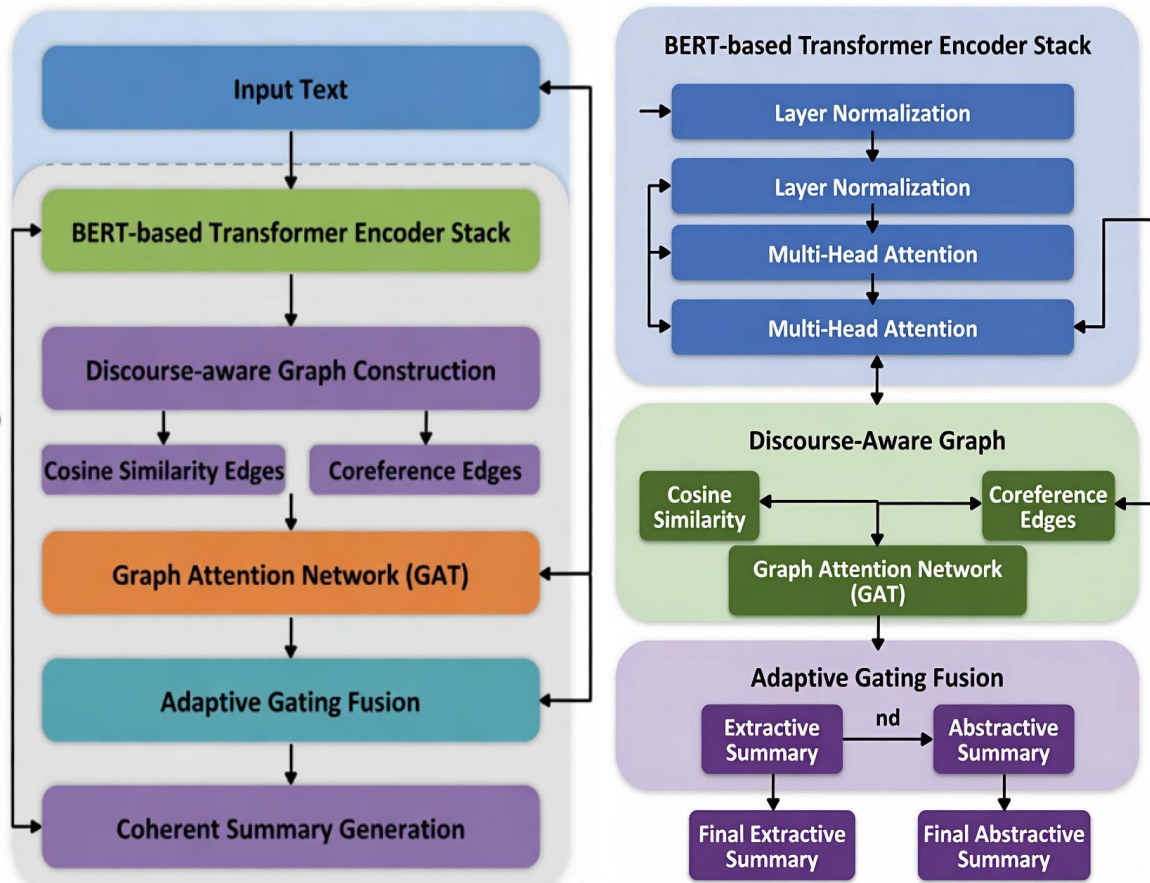 Input Text
BERT-based Transformer Encoder Stack
Discourse-aware Graph Construction
Cosine Similarity Edges
Coreference Edges
Graph Attention Network (GAT)
Adaptive Gating Fusion
Coherent Summary Generation
BERT-based Transformer Encoder Stack
Layer Normalization
Layer Normalization
Multi-Head Attention
Multi-Head Attention
Discourse-Aware Graph
Cosine
Similarity
Coreference
Edges
Graph Attention Network
(GAT)
Adaptive Gating Fusion
Extractive
Summary
nd
Abstractive
Summary
Final Extractive
Summary
Final Abstractive
Summary